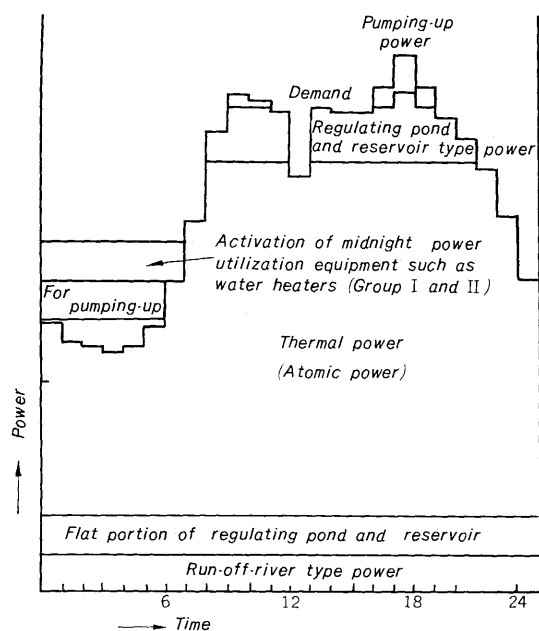 Pumping-up
power
Demand
Regulating pond
and reservoir type power
Activation of midnight power
utilization equipment such as
water heaters (Group I and II)
For
pumping-up
Thermal power
(Atomic power)
Power
Flat portion of regulating pond and reservoir
Run-off-river type power
6 12 18 24
Time